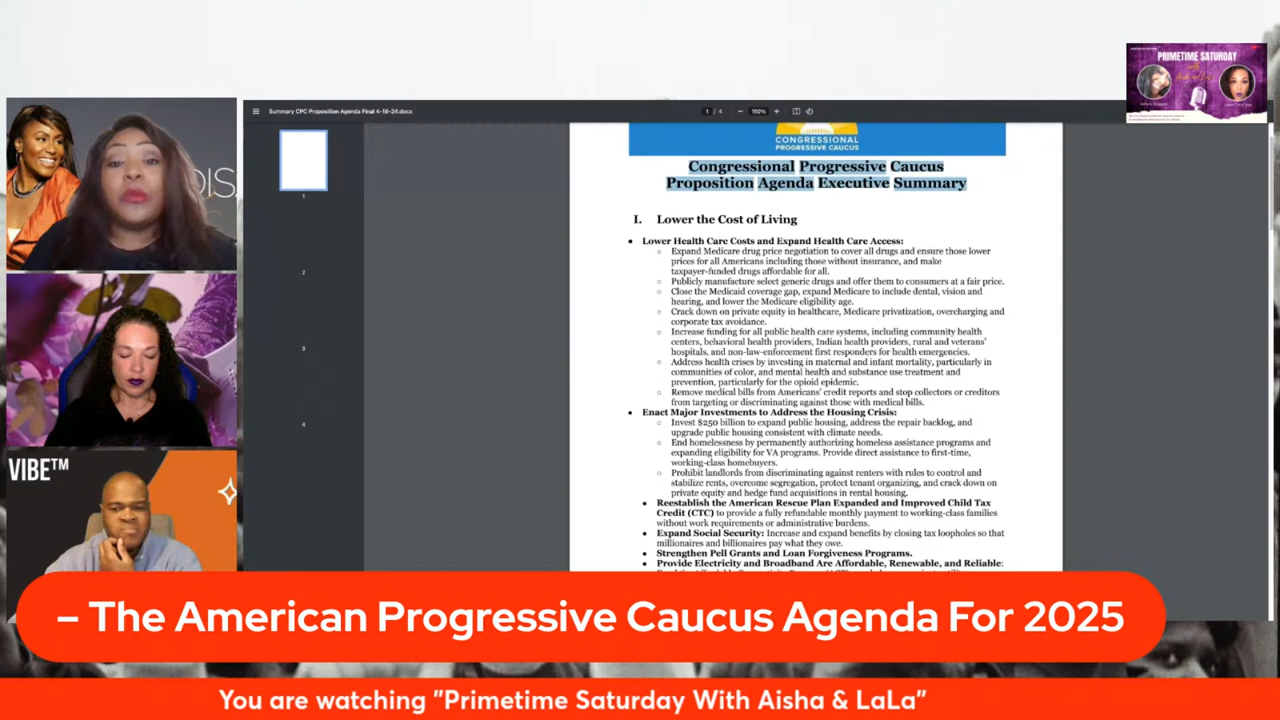 PRIMETIME SATURDAY
with
Summary CPC Proposition Agenda Final 4-18-24.docx
1 / 4
150%
CONGRESSIONAL
PROGRESSIVE CAUCUS
Congressional Progressive Caucus
Proposition Agenda Executive Summary
I. Lower the Cost of Living
• Lower Health Care Costs and Expand Health Care Access:
○ Expand Medicare drug price negotiation to cover all drugs and ensure those lower
prices for all Americans including those without insurance, and make
taxpayer-funded drugs affordable for all.
○ Publicly manufacture select generic drugs and offer them to consumers at a fair price.
○ Close the Medicaid coverage gap, expand Medicare to include dental, vision and
hearing, and lower the Medicare eligibility age.
○ Crack down on private equity in healthcare, Medicare privatization, overcharging and
corporate tax avoidance.
○ Increase funding for all public health care systems, including community health
centers, behavioral health providers, Indian health providers, rural and veterans'
hospitals, and non-law-enforcement first responders for health emergencies.
○ Address health crises by investing in maternal and infant mortality, particularly in
communities of color, and mental health and substance use treatment and
prevention, particularly for the opioid epidemic.
○ Remove medical bills from Americans' credit reports and stop collectors or creditors
from targeting or discriminating against those with medical bills.
• Enact Major Investments to Address the Housing Crisis:
○ Invest $250 billion to expand public housing, address the repair backlog, and
upgrade public housing consistent with climate needs.
○ End homelessness by permanently authorizing homeless assistance programs and
expanding eligibility for VA programs. Provide direct assistance to first-time,
working-class homebuyers.
○ Prohibit landlords from discriminating against renters with rules to control and
stabilize rents, overcome segregation, protect tenant organizing, and crack down on
private equity and hedge fund acquisitions in rental housing.
• Reestablish the American Rescue Plan Expanded and Improved Child Tax
Credit (CTC) to provide a fully refundable monthly payment to working-class families
without work requirements or administrative burdens.
• Expand Social Security: Increase and expand benefits by closing tax loopholes so that
millionaires and billionaires pay what they owe.
• Strengthen Pell Grants and Loan Forgiveness Programs.
• Provide Electricity and Broadband Are Affordable, Renewable, and Reliable:
1
2
3
4
VIBE™
– The American Progressive Caucus Agenda For 2025
You are watching "Primetime Saturday With Aisha & LaLa"